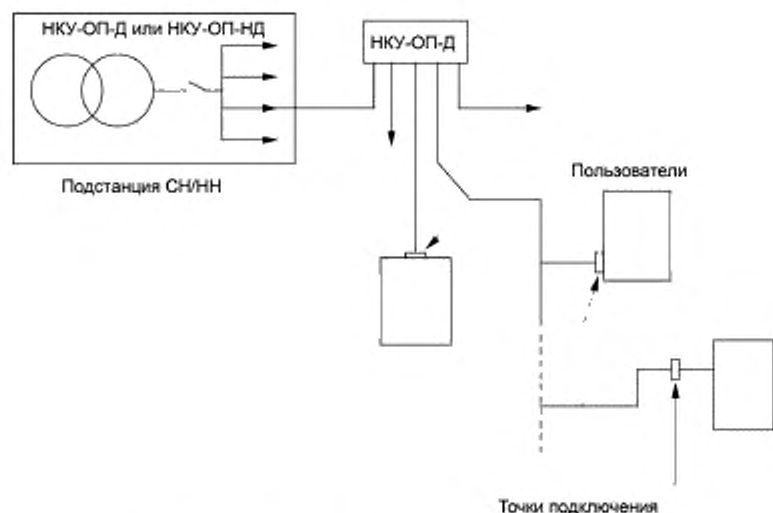 НКУ-ОП-Д или НКУ-ОП-НД
НКУ-ОП-Д
Подстанция СН/НН
Пользователи
Точки подключения